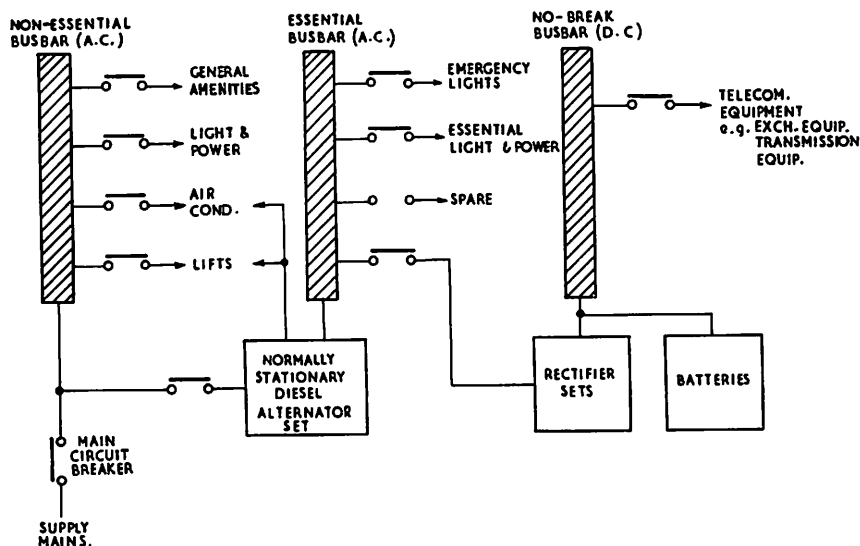 NON-ESSENTIAL
BUSBAR (A.C.)
GENERAL
AMENITIES
LIGHT &
POWER
AIR
COND.
LIFTS
ESSENTIAL
BUSBAR (A.C.)
EMERGENCY
LIGHTS
ESSENTIAL
LIGHT & POWER
SPARE
NO-BREAK
BUSBAR (D.C)
TELECOM.
EQUIPMENT
e.g. EXCH. EQUIP.
TRANSMISSION
EQUIP.
NORMALLY
STATIONARY
DIESEL
ALTERNATOR
SET
RECTIFIER
SETS
BATTERIES
MAIN
CIRCUIT
BREAKER
SUPPLY
MAINS.